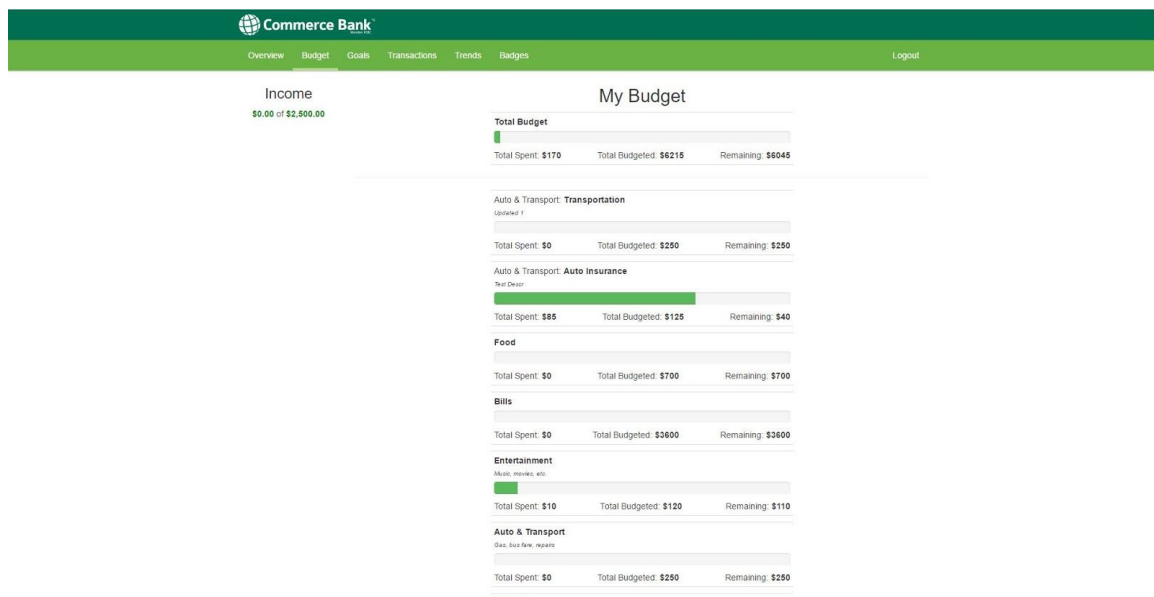 Commerce Bank
Member FDIC
Overview Budget Goals Transactions Trends Badges Logout
Income
$0.00 of $2,500.00
My Budget
Total Budget
Total Spent: $170 Total Budgeted: $6215 Remaining: $6045
Auto & Transport: Transportation
Updated 1
Total Spent: $0 Total Budgeted: $250 Remaining: $250
Auto & Transport: Auto Insurance
Test Descr
Total Spent: $85 Total Budgeted: $125 Remaining: $40
Food
Total Spent: $0 Total Budgeted: $700 Remaining: $700
Bills
Total Spent: $0 Total Budgeted: $3600 Remaining: $3600
Entertainment
Music, movies, etc.
Total Spent: $10 Total Budgeted: $120 Remaining: $110
Auto & Transport
Gas, bus fare, repairs
Total Spent: $0 Total Budgeted: $250 Remaining: $250